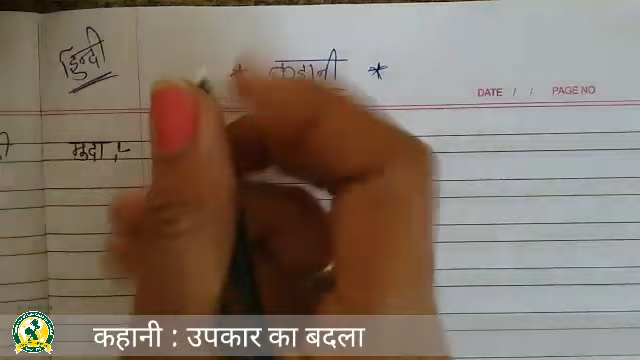 हिन्दी
* कहानी *
DATE / / PAGE NO
मुद्दा :-
कहानी : उपकार का बदला